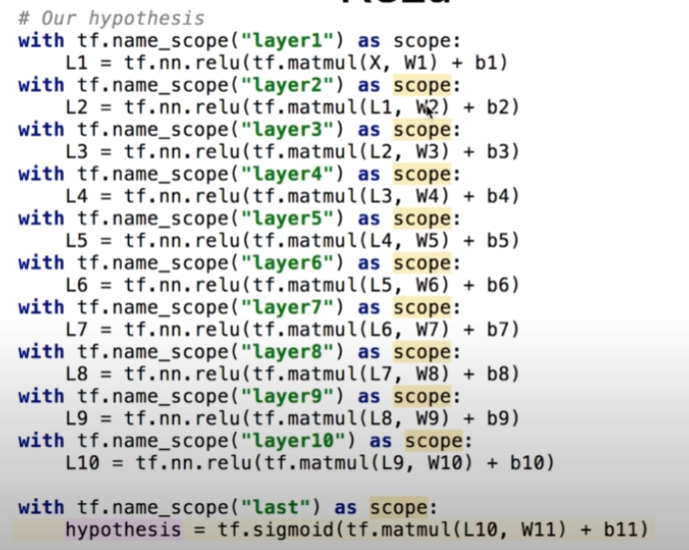 # Our hypothesis
with tf.name_scope("layer1") as scope:
    L1 = tf.nn.relu(tf.matmul(X, W1) + b1)
with tf.name_scope("layer2") as scope:
    L2 = tf.nn.relu(tf.matmul(L1, W2) + b2)
with tf.name_scope("layer3") as scope:
    L3 = tf.nn.relu(tf.matmul(L2, W3) + b3)
with tf.name_scope("layer4") as scope:
    L4 = tf.nn.relu(tf.matmul(L3, W4) + b4)
with tf.name_scope("layer5") as scope:
    L5 = tf.nn.relu(tf.matmul(L4, W5) + b5)
with tf.name_scope("layer6") as scope:
    L6 = tf.nn.relu(tf.matmul(L5, W6) + b6)
with tf.name_scope("layer7") as scope:
    L7 = tf.nn.relu(tf.matmul(L6, W7) + b7)
with tf.name_scope("layer8") as scope:
    L8 = tf.nn.relu(tf.matmul(L7, W8) + b8)
with tf.name_scope("layer9") as scope:
    L9 = tf.nn.relu(tf.matmul(L8, W9) + b9)
with tf.name_scope("layer10") as scope:
    L10 = tf.nn.relu(tf.matmul(L9, W10) + b10)
with tf.name_scope("last") as scope:
    hypothesis = tf.sigmoid(tf.matmul(L10, W11) + b11)